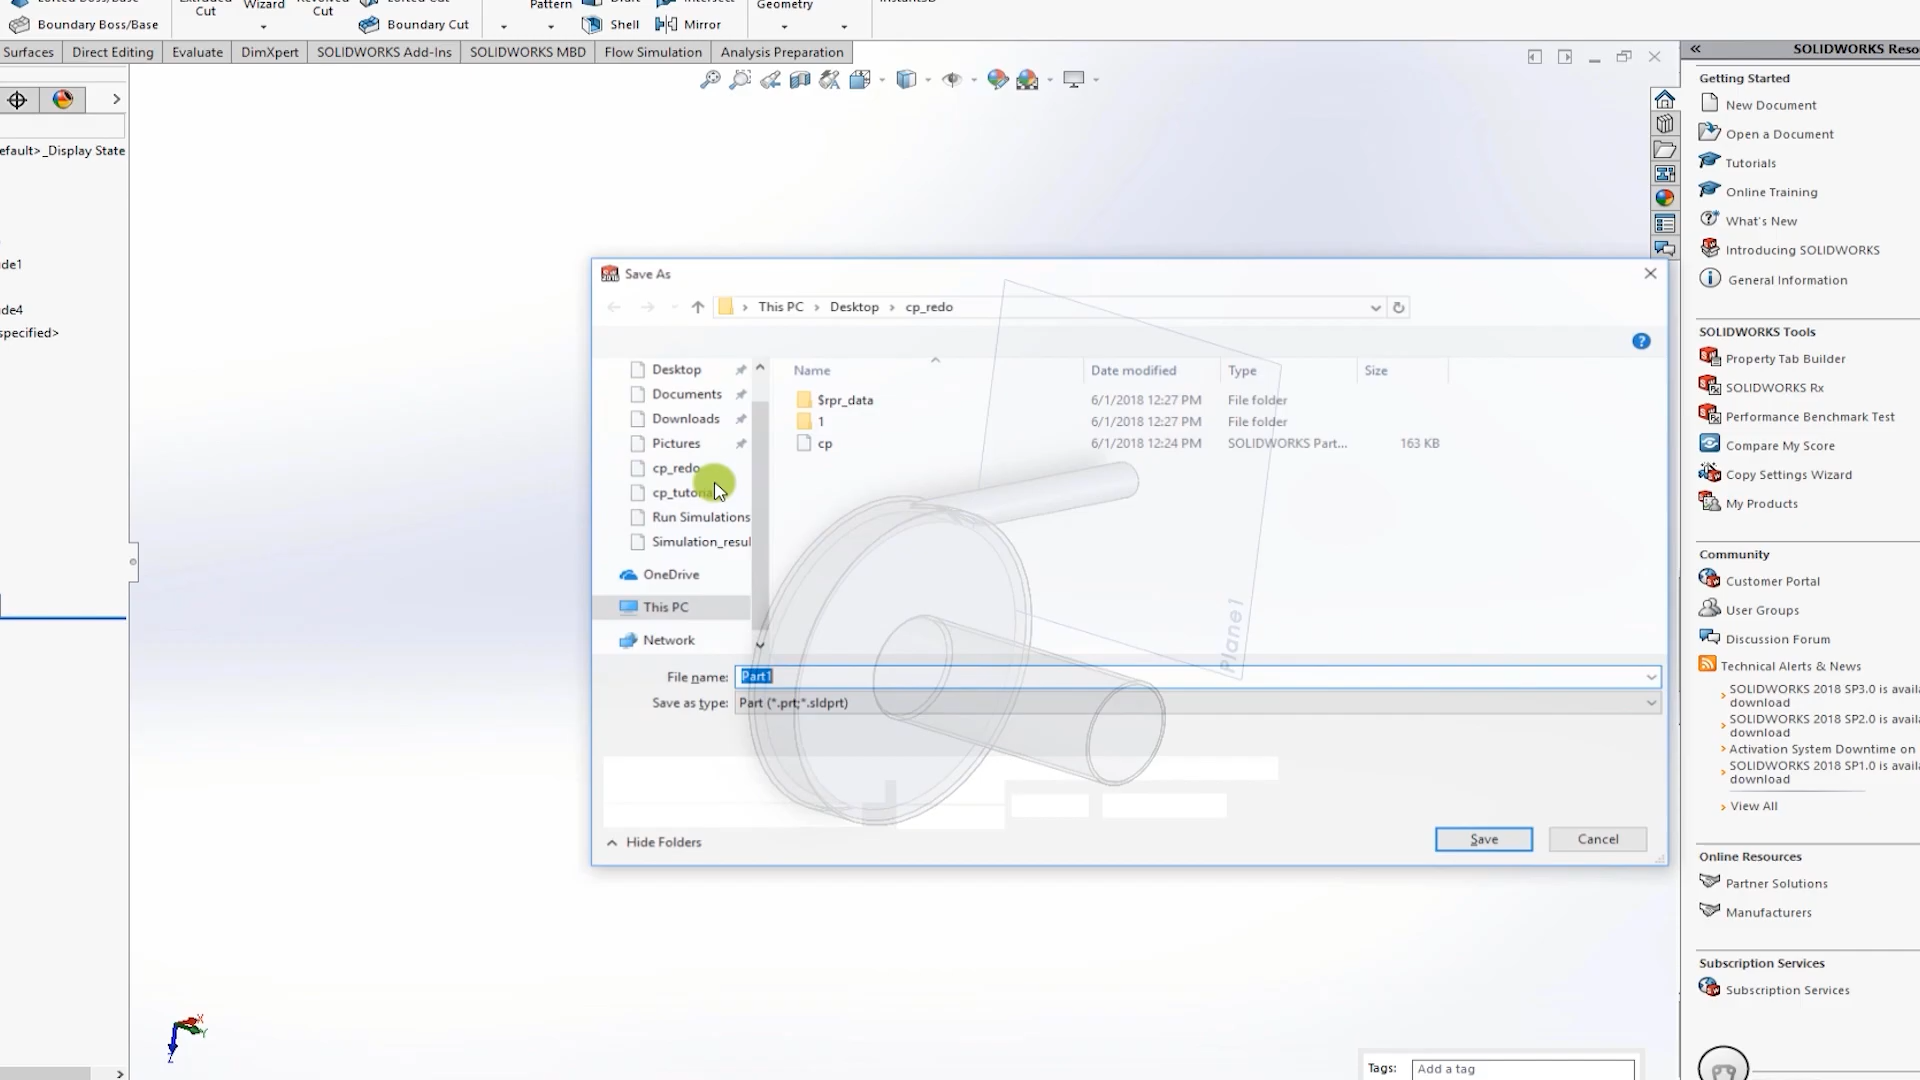 Cut
Wizard
Cut
Pattern
Geometry
Boundary Boss/Base
Boundary Cut
Shell
Mirror
Surfaces
Direct Editing
Evaluate
DimXpert
SOLIDWORKS Add-Ins
SOLIDWORKS MBD
Flow Simulation
Analysis Preparation
efault>_Display State
de1
de4
specified>
Save As
This PC > Desktop > cp_redo
Desktop
Documents
Downloads
Pictures
cp_redo
cp_tutoria
Run Simulations
Simulation_resul
OneDrive
This PC
Network
Name Date modified Type Size
$rpr_data 6/1/2018 12:27 PM File folder
1 6/1/2018 12:27 PM File folder
cp 6/1/2018 12:24 PM SOLIDWORKS Part... 163 KB
Plane1
File name: Part1
Save as type: Part (*.prt;*.sldprt)
Hide Folders
Save
Cancel
Tags: Add a tag
SOLIDWORKS Reso
Getting Started
New Document
Open a Document
Tutorials
Online Training
What's New
Introducing SOLIDWORKS
General Information
SOLIDWORKS Tools
Property Tab Builder
SOLIDWORKS Rx
Performance Benchmark Test
Compare My Score
Copy Settings Wizard
My Products
Community
Customer Portal
User Groups
Discussion Forum
Technical Alerts & News
SOLIDWORKS 2018 SP3.0 is availa
download
SOLIDWORKS 2018 SP2.0 is availa
download
Activation System Downtime on
SOLIDWORKS 2018 SP1.0 is availa
download
View All
Online Resources
Partner Solutions
Manufacturers
Subscription Services
Subscription Services
X
Y
Z